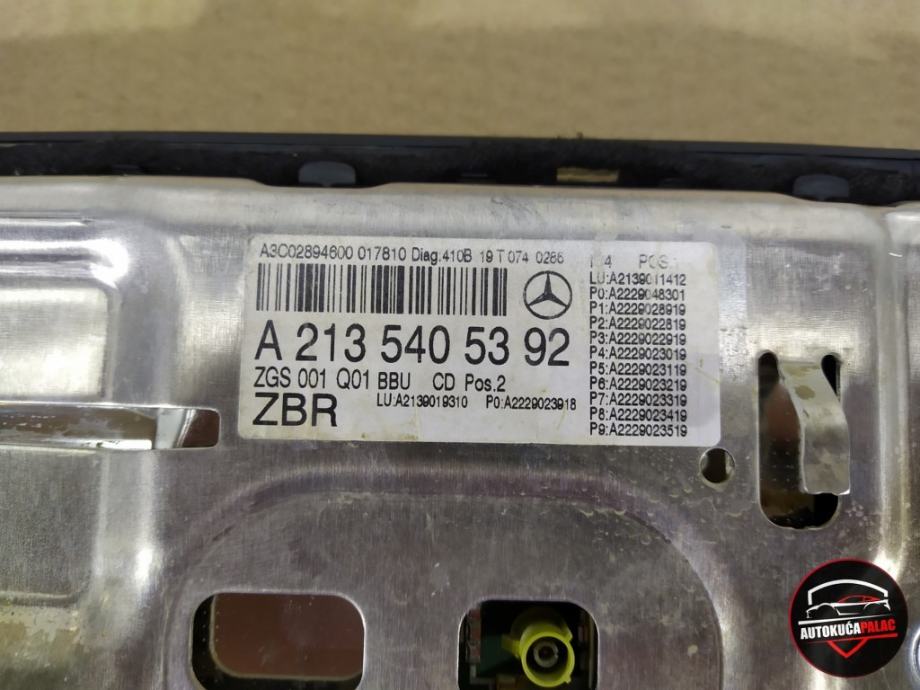 A3C02894600 017810 Diag:410B 19 T 074 0286
A 213 540 53 92
ZGS 001 Q01 BBU CD Pos.2
LU:A2139019310 P0:A2229023918
ZBR
POS.
LU:A2139011412
P0:A2229048301
P1:A2229028919
P2:A2229022819
P3:A2229022919
P4:A2229023019
P5:A2229023119
P6:A2229023219
P7:A2229023319
P8:A2229023419
P9:A2229023519
AUTOKUĆAPALAC